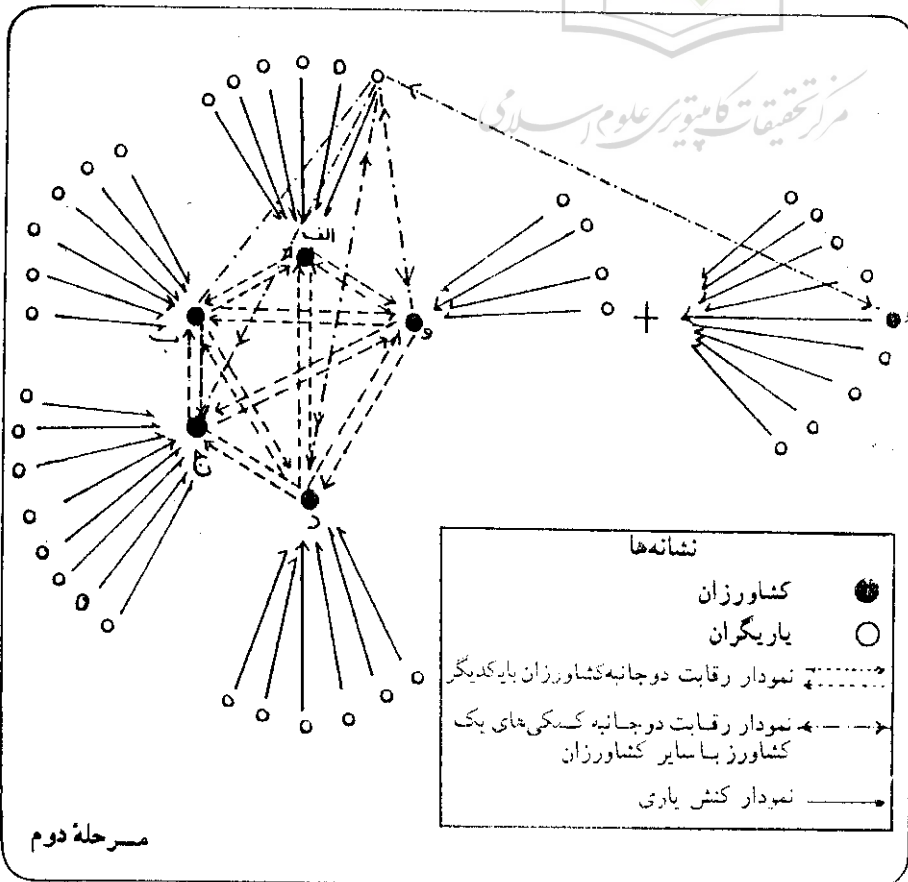 مرکز تحقیقات کامپیوتری علوم اسلامی
الف
ب
و
ج
د
نشانه‌ها
کشاورزان
یاریگران
نمودار رقابت دوجانبه کشاورزان بایکدیگر
نمودار رقابت دوجانبه کمکی‌های یک
کشاورز با سایر کشاورزان
نمودار کنش یاری
مرحلهٔ دوم